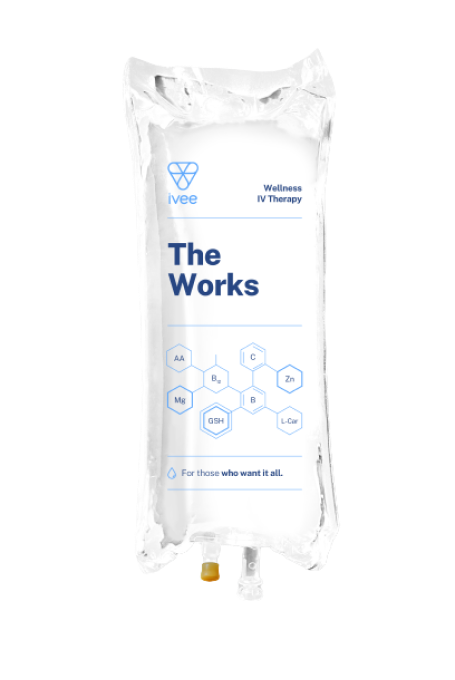 ivee
Wellness
IV Therapy
The
Works
AA
C
B₁₂
Zn
Mg
B
GSH
L-Car
For those who want it all.